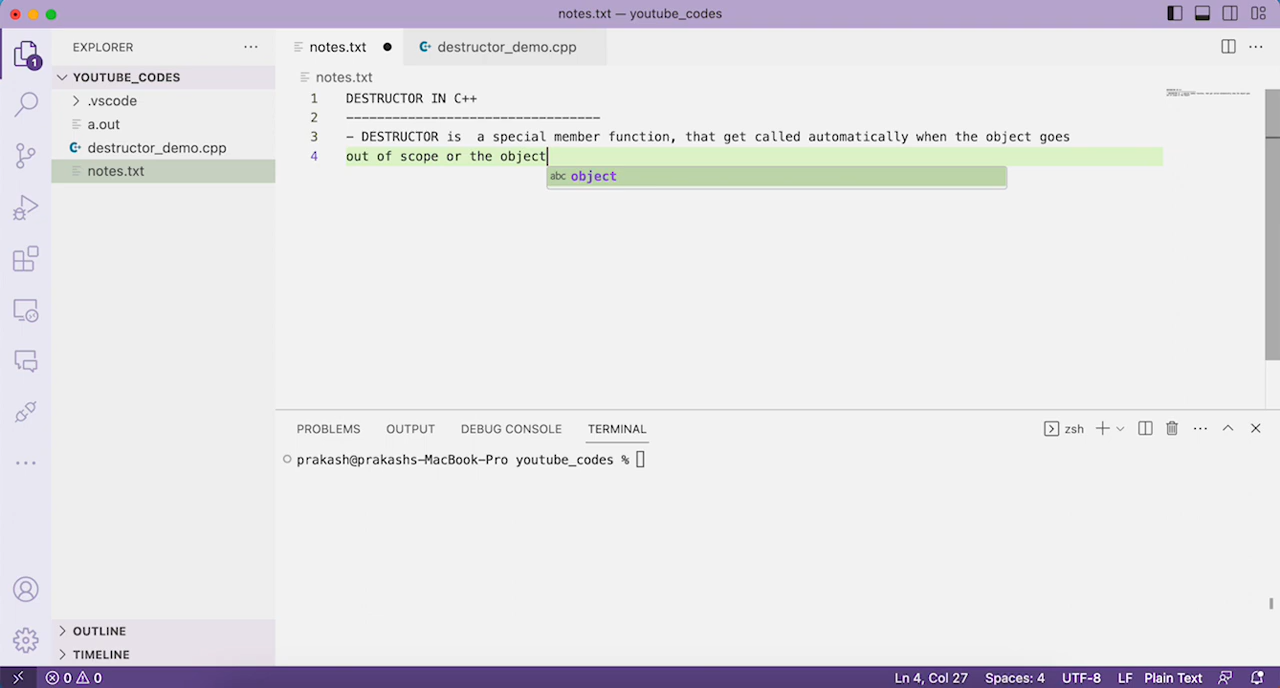 notes.txt — youtube_codes
1
EXPLORER
YOUTUBE_CODES
.vscode
a.out
destructor_demo.cpp
notes.txt
OUTLINE
TIMELINE
notes.txt
destructor_demo.cpp
notes.txt
1 DESTRUCTOR IN C++
2 ---------------------------------
3 - DESTRUCTOR is  a special member function, that get called automatically when the object goes
4 out of scope or the object
abc object
PROBLEMS OUTPUT DEBUG CONSOLE TERMINAL zsh
prakash@prakashs-MacBook-Pro youtube_codes %
0 0 Ln 4, Col 27 Spaces: 4 UTF-8 LF Plain Text